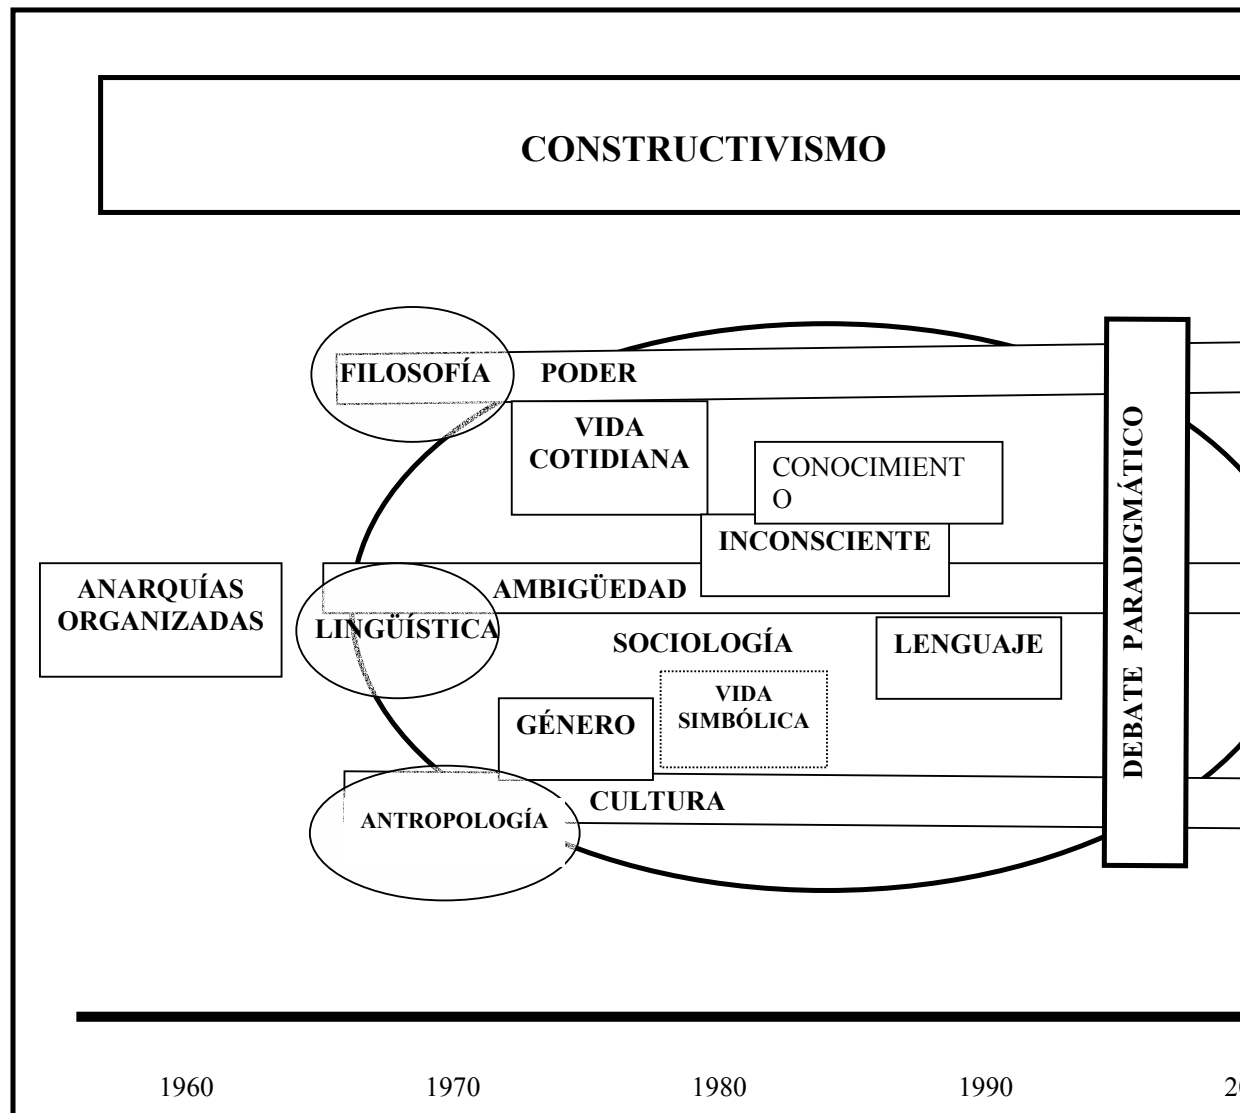 CONSTRUCTIVISMO
FILOSOFÍA
PODER
VIDA
COTIDIANA
CONOCIMIENT
O
INCONSCIENTE
ANARQUÍAS
ORGANIZADAS
AMBIGÜEDAD
LINGÜÍSTICA
SOCIOLOGÍA
LENGUAJE
VIDA
SIMBÓLICA
GÉNERO
CULTURA
ANTROPOLOGÍA
DEBATE PARADIGMÁTICO
1960 1970 1980 1990